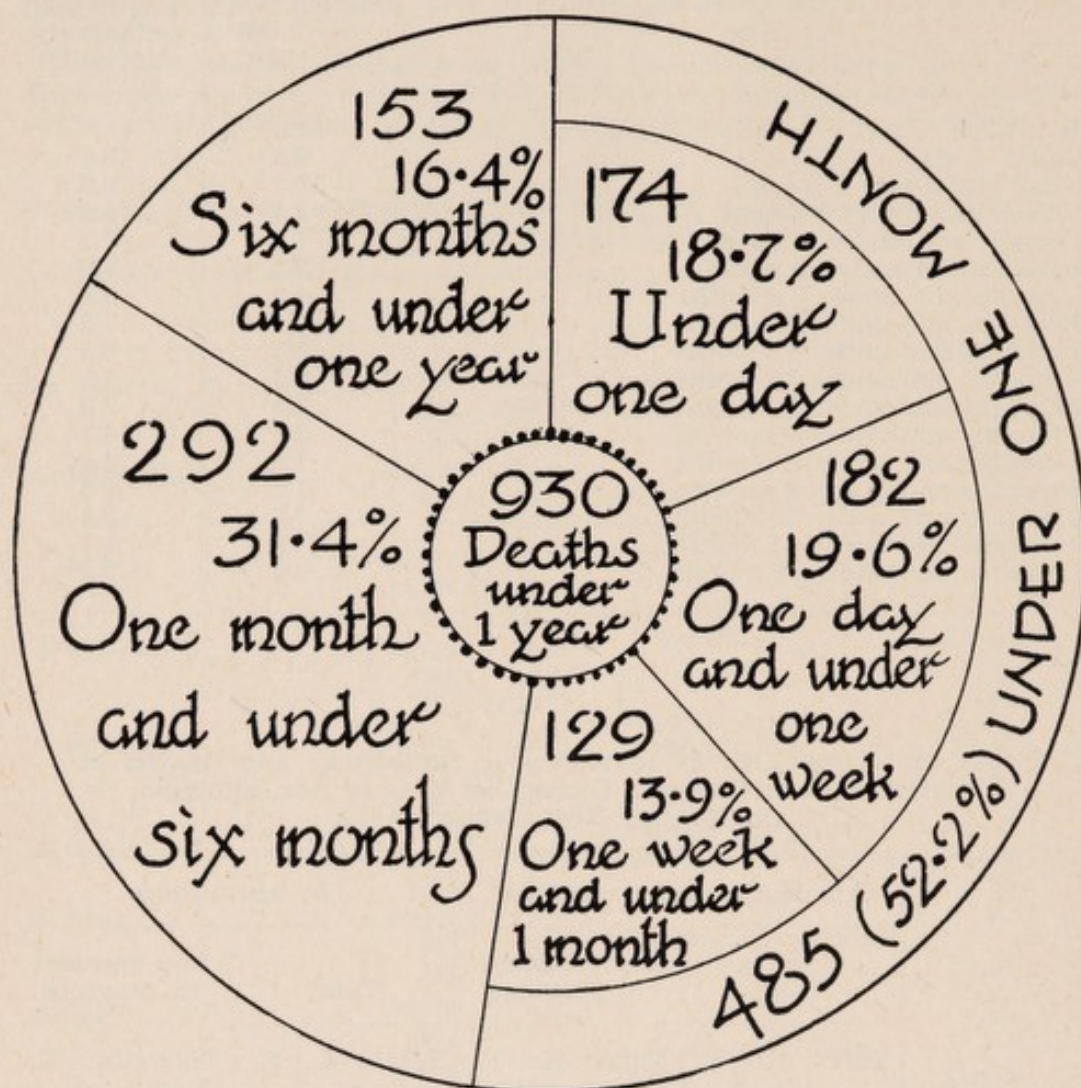 930
Deaths
under
1 year
174
18·7%
Under
one day
182
19·6%
One day
and under
one
week
129
13·9%
One week
and under
1 month
485 (52·2%) UNDER ONE MONTH
292
31·4%
One month
and under
six months
153
16·4%
Six months
and under
one year